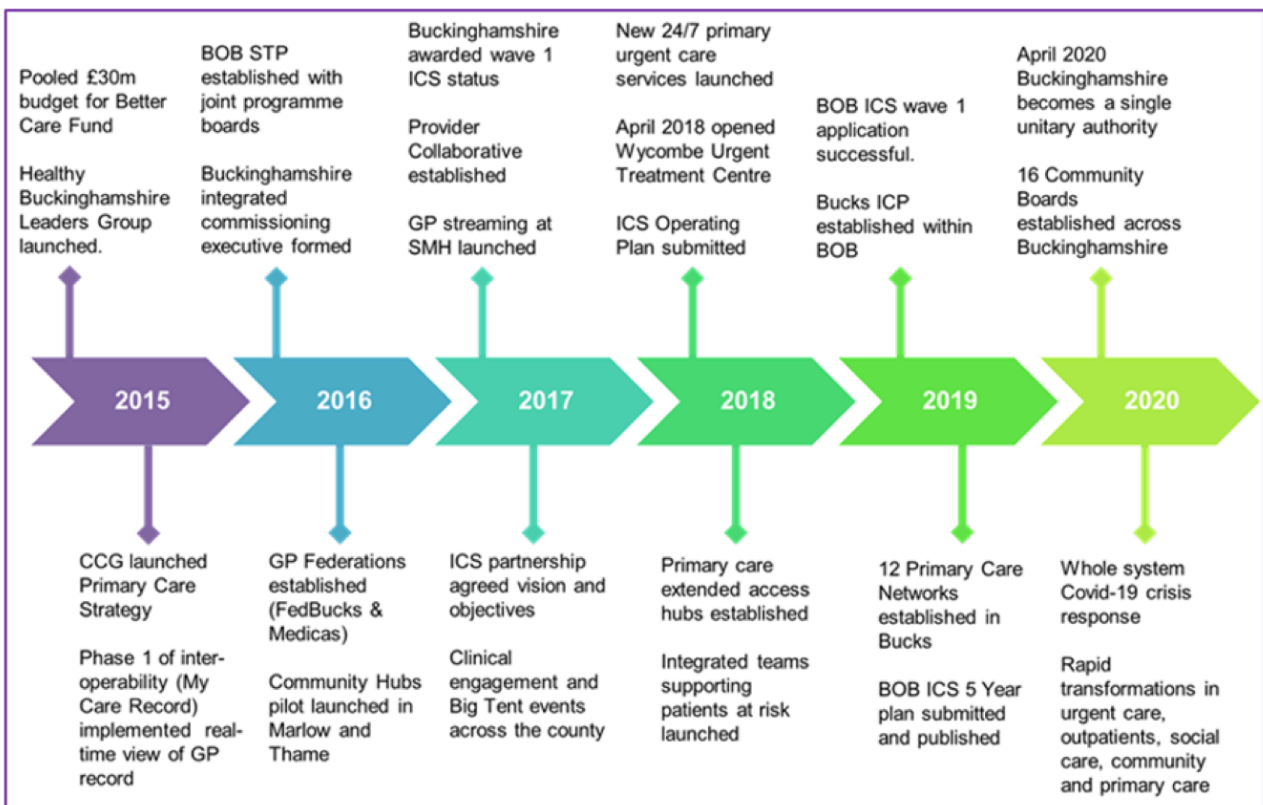 Pooled £30m
budget for Better
Care Fund
Healthy
Buckinghamshire
Leaders Group
launched.
BOB STP
established with
joint programme
boards
Buckinghamshire
integrated
commissioning
executive formed
Buckinghamshire
awarded wave 1
ICS status
Provider
Collaborative
established
GP streaming at
SMH launched
New 24/7 primary
urgent care
services launched
April 2018 opened
Wycombe Urgent
Treatment Centre
ICS Operating
Plan submitted
BOB ICS wave 1
application
successful.
Bucks ICP
established within
BOB
April 2020
Buckinghamshire
becomes a single
unitary authority
16 Community
Boards
established across
Buckinghamshire
2015
2016
2017
2018
2019
2020
CCG launched
Primary Care
Strategy
Phase 1 of inter-
operability (My
Care Record)
implemented real-
time view of GP
record
GP Federations
established
(FedBucks &
Medicas)
Community Hubs
pilot launched in
Marlow and
Thame
ICS partnership
agreed vision and
objectives
Clinical
engagement and
Big Tent events
across the county
Primary care
extended access
hubs established
Integrated teams
supporting
patients at risk
launched
12 Primary Care
Networks
established in
Bucks
BOB ICS 5 Year
plan submitted
and published
Whole system
Covid-19 crisis
response
Rapid
transformations in
urgent care,
outpatients, social
care, community
and primary care